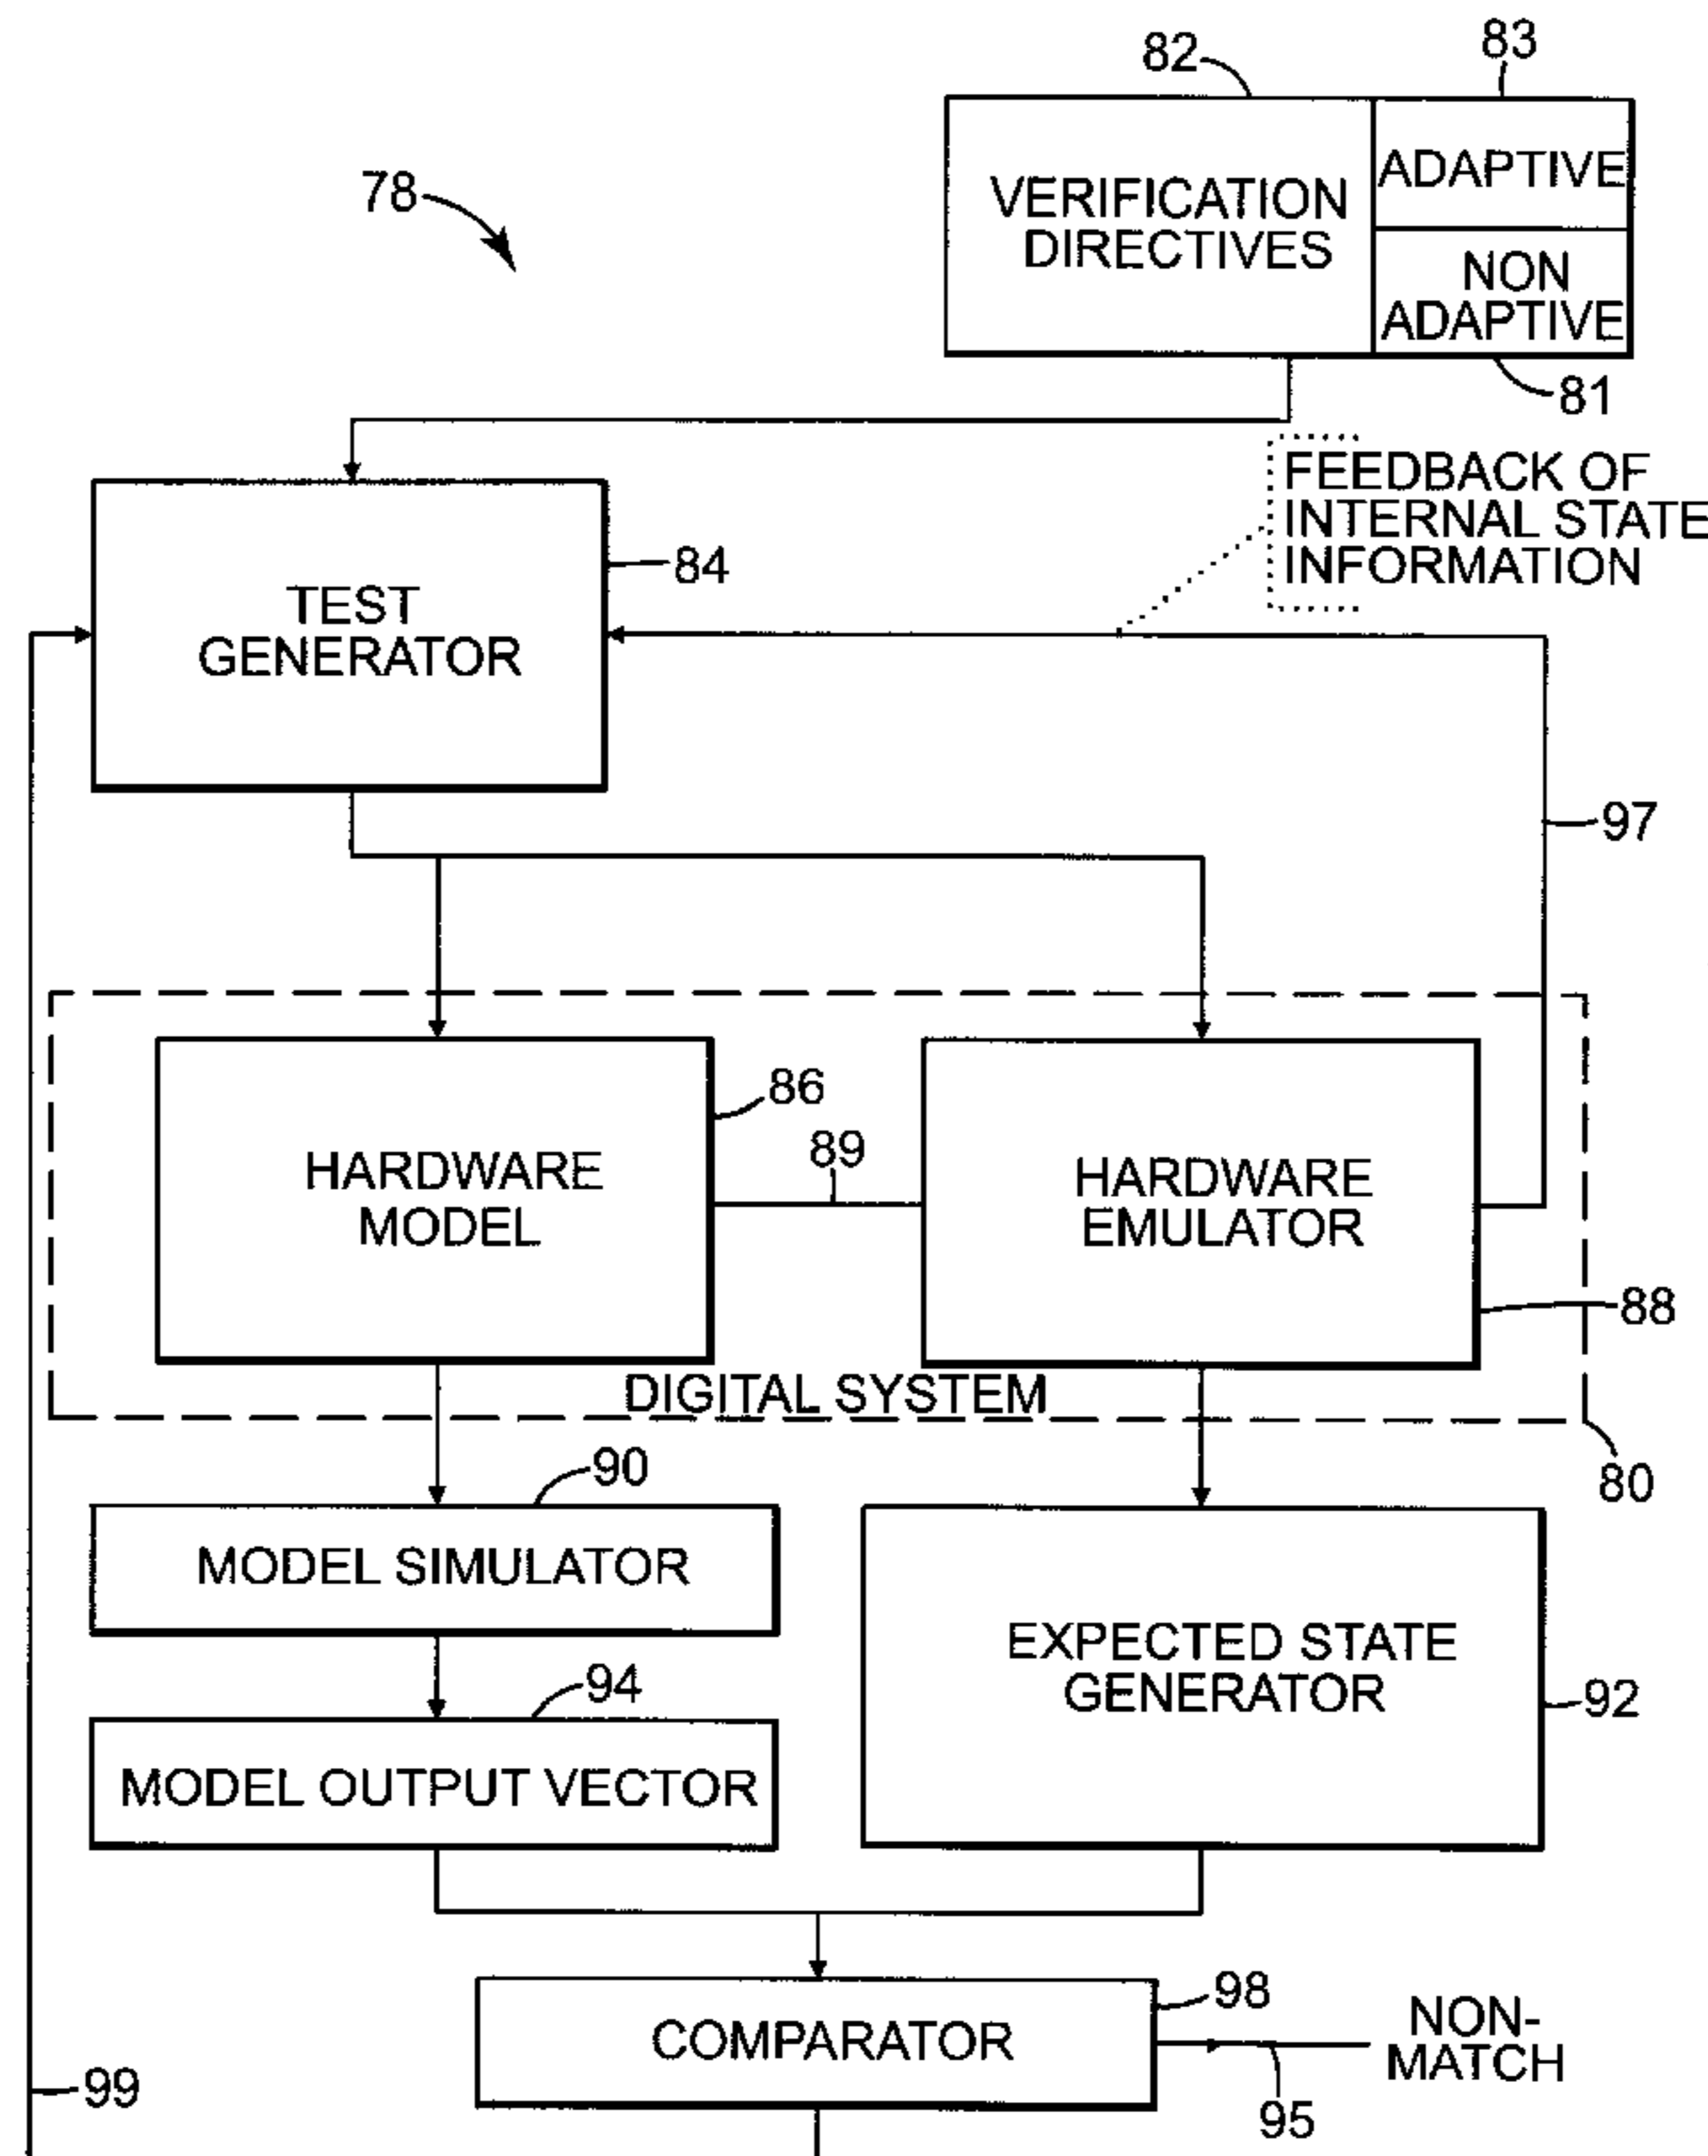 82
83
78
VERIFICATION
DIRECTIVES
ADAPTIVE
NON
ADAPTIVE
81
FEEDBACK OF
INTERNAL STATE
INFORMATION
84
TEST
GENERATOR
97
86
89
HARDWARE
MODEL
HARDWARE
EMULATOR
88
DIGITAL SYSTEM
80
90
MODEL SIMULATOR
EXPECTED STATE
GENERATOR
92
94
MODEL OUTPUT VECTOR
98
COMPARATOR
NON-
MATCH
95
99